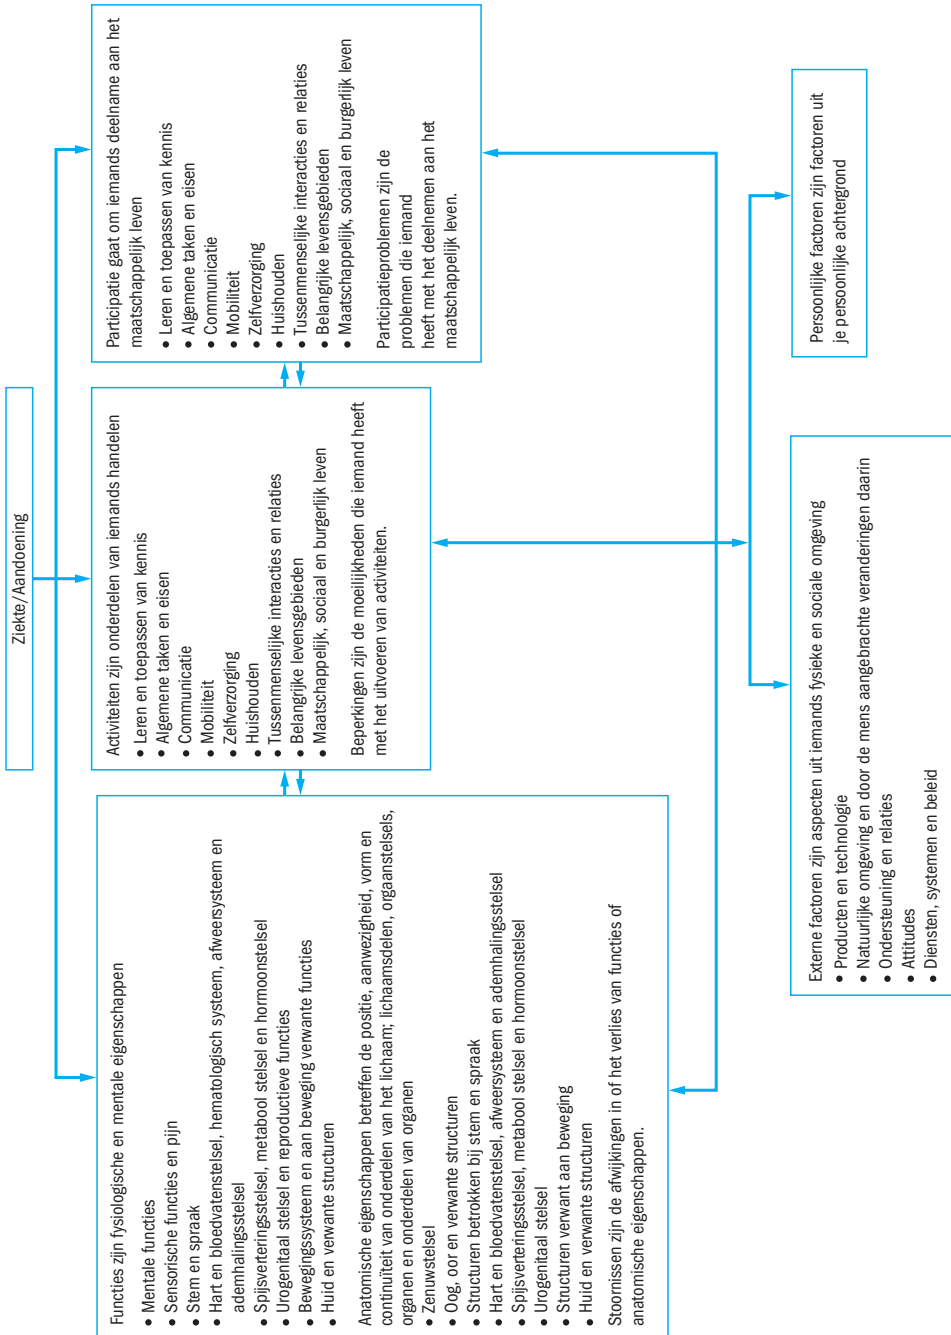 Ziekte/Aandoening
Functies zijn fysiologische en mentale eigenschappen
• Mentale functies
• Sensorische functies en pijn
• Stem en spraak
• Hart en bloedvatenstelsel, hematologisch systeem, afweersysteem en
ademhalingsstelsel
• Spijsverteringsstelsel, metabool stelsel en hormoonstelsel
• Urogenitaal stelsel en reproductieve functies
• Bewegingssysteem en aan beweging verwante functies
• Huid en verwante structuren
Anatomische eigenschappen betreffen de positie, aanwezigheid, vorm en
continuïteit van onderdelen van het lichaam; lichaamsdelen, orgaanstelsels,
organen en onderdelen van organen
• Zenuwstelsel
• Oog, oor en verwante structuren
• Structuren betrokken bij stem en spraak
• Hart en bloedvatenstelsel, afweersysteem en ademhalingsstelsel
• Spijsverteringsstelsel, metabool stelsel en hormoonstelsel
• Urogenitaal stelsel
• Structuren verwant aan beweging
• Huid en verwante structuren
Stoornissen zijn de afwijkingen in of het verlies van functies of
anatomische eigenschappen.
Activiteiten zijn onderdelen van iemands handelen
• Leren en toepassen van kennis
• Algemene taken en eisen
• Communicatie
• Mobiliteit
• Zelfverzorging
• Huishouden
• Tussenmenselijke interacties en relaties
• Belangrijke levensgebieden
• Maatschappelijk, sociaal en burgerlijk leven
Beperkingen zijn de moeilijkheden die iemand heeft
met het uitvoeren van activiteiten.
Participatie gaat om iemands deelname aan het
maatschappelijk leven
• Leren en toepassen van kennis
• Algemene taken en eisen
• Communicatie
• Mobiliteit
• Zelfverzorging
• Huishouden
• Tussenmenselijke interacties en relaties
• Belangrijke levensgebieden
• Maatschappelijk, sociaal en burgerlijk leven
Participatieproblemen zijn de
problemen die iemand
heeft met het deelnemen aan het
maatschappelijk leven.
Externe factoren zijn aspecten uit iemands fysieke en sociale omgeving
• Producten en technologie
• Natuurlijke omgeving en door de mens aangebrachte veranderingen daarin
• Ondersteuning en relaties
• Attitudes
• Diensten, systemen en beleid
Persoonlijke factoren zijn factoren uit
je persoonlijke achtergrond